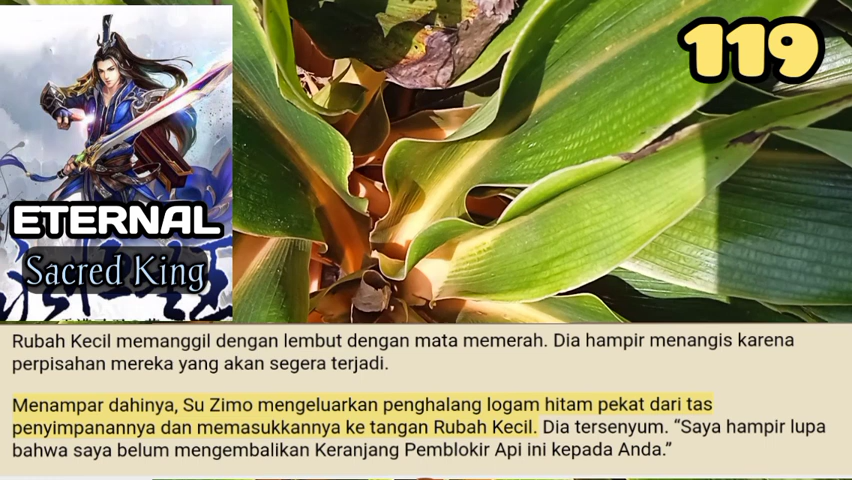 119
ETERNAL
Sacred King
Rubah Kecil memanggil dengan lembut dengan mata memerah. Dia hampir menangis karena
perpisahan mereka yang akan segera terjadi.
Menampar dahinya, Su Zimo mengeluarkan penghalang logam hitam pekat dari tas
penyimpanannya dan memasukkannya ke tangan Rubah Kecil. Dia tersenyum. “Saya hampir lupa
bahwa saya belum mengembalikan Keranjang Pemblokir Api ini kepada Anda.”